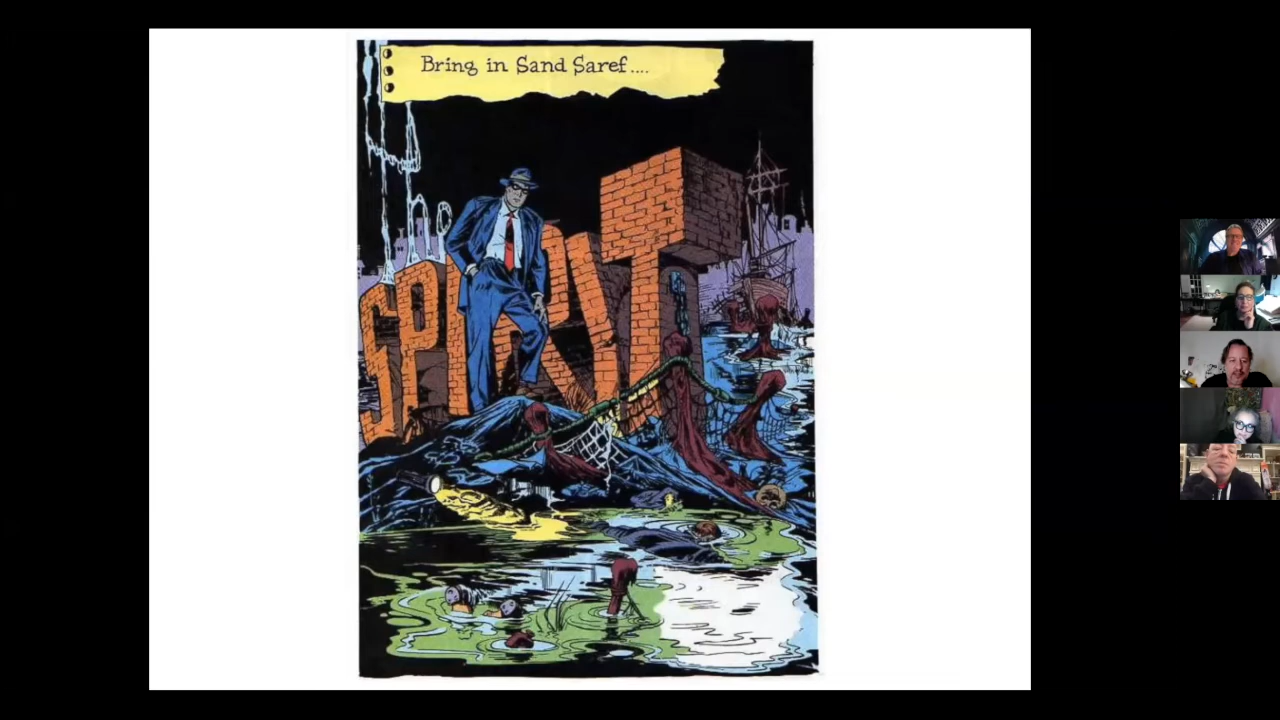 Bring in Sand Saref....
The
SPIRIT